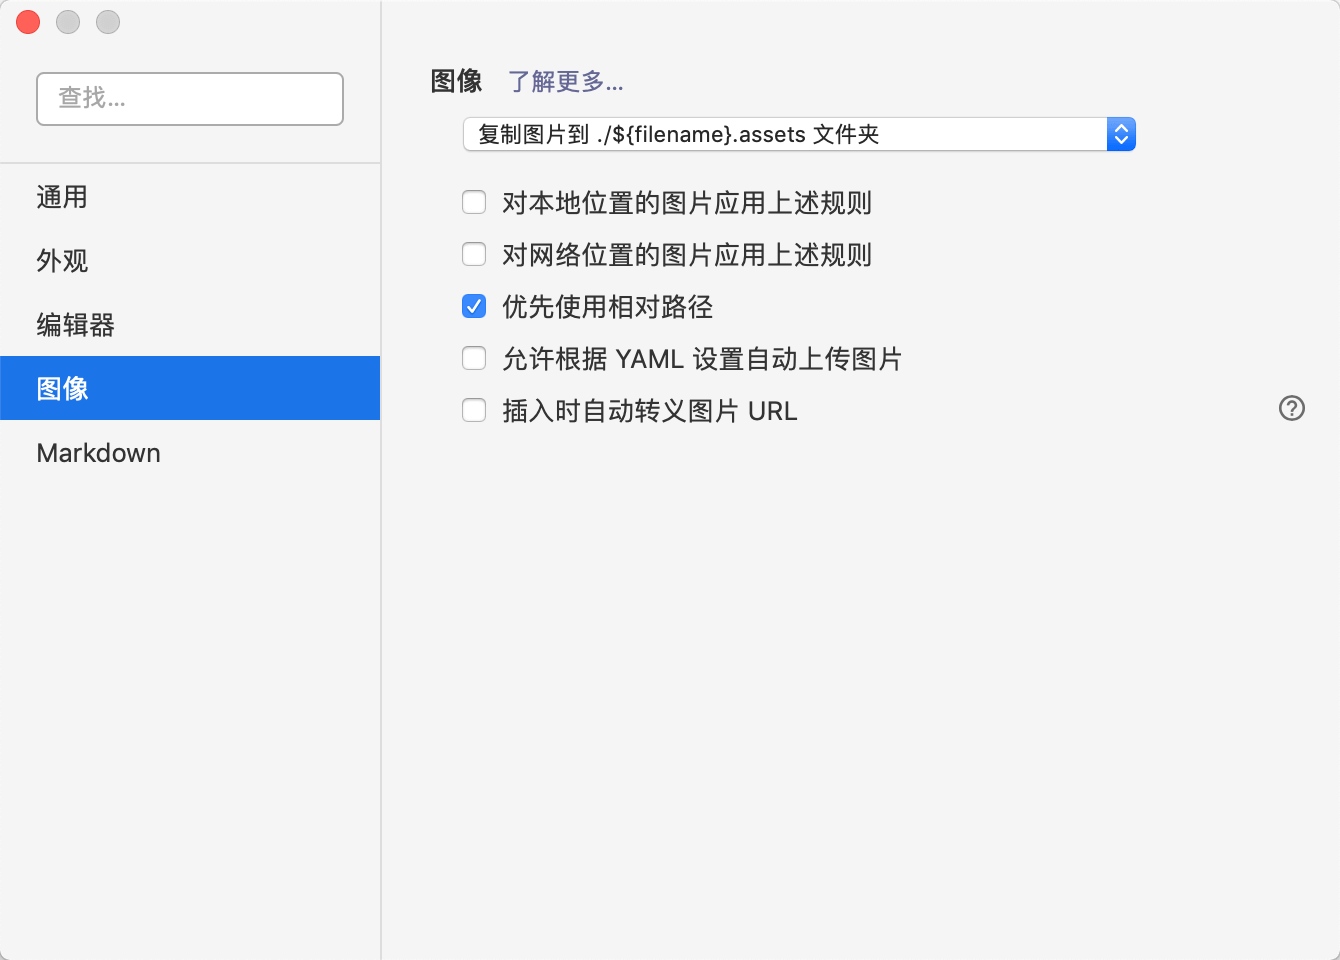 查找...
通用
外观
编辑器
图像
Markdown
图像 了解更多...
复制图片到 ./${filename}.assets 文件夹
对本地位置的图片应用上述规则
对网络位置的图片应用上述规则
优先使用相对路径
允许根据 YAML 设置自动上传图片
插入时自动转义图片 URL